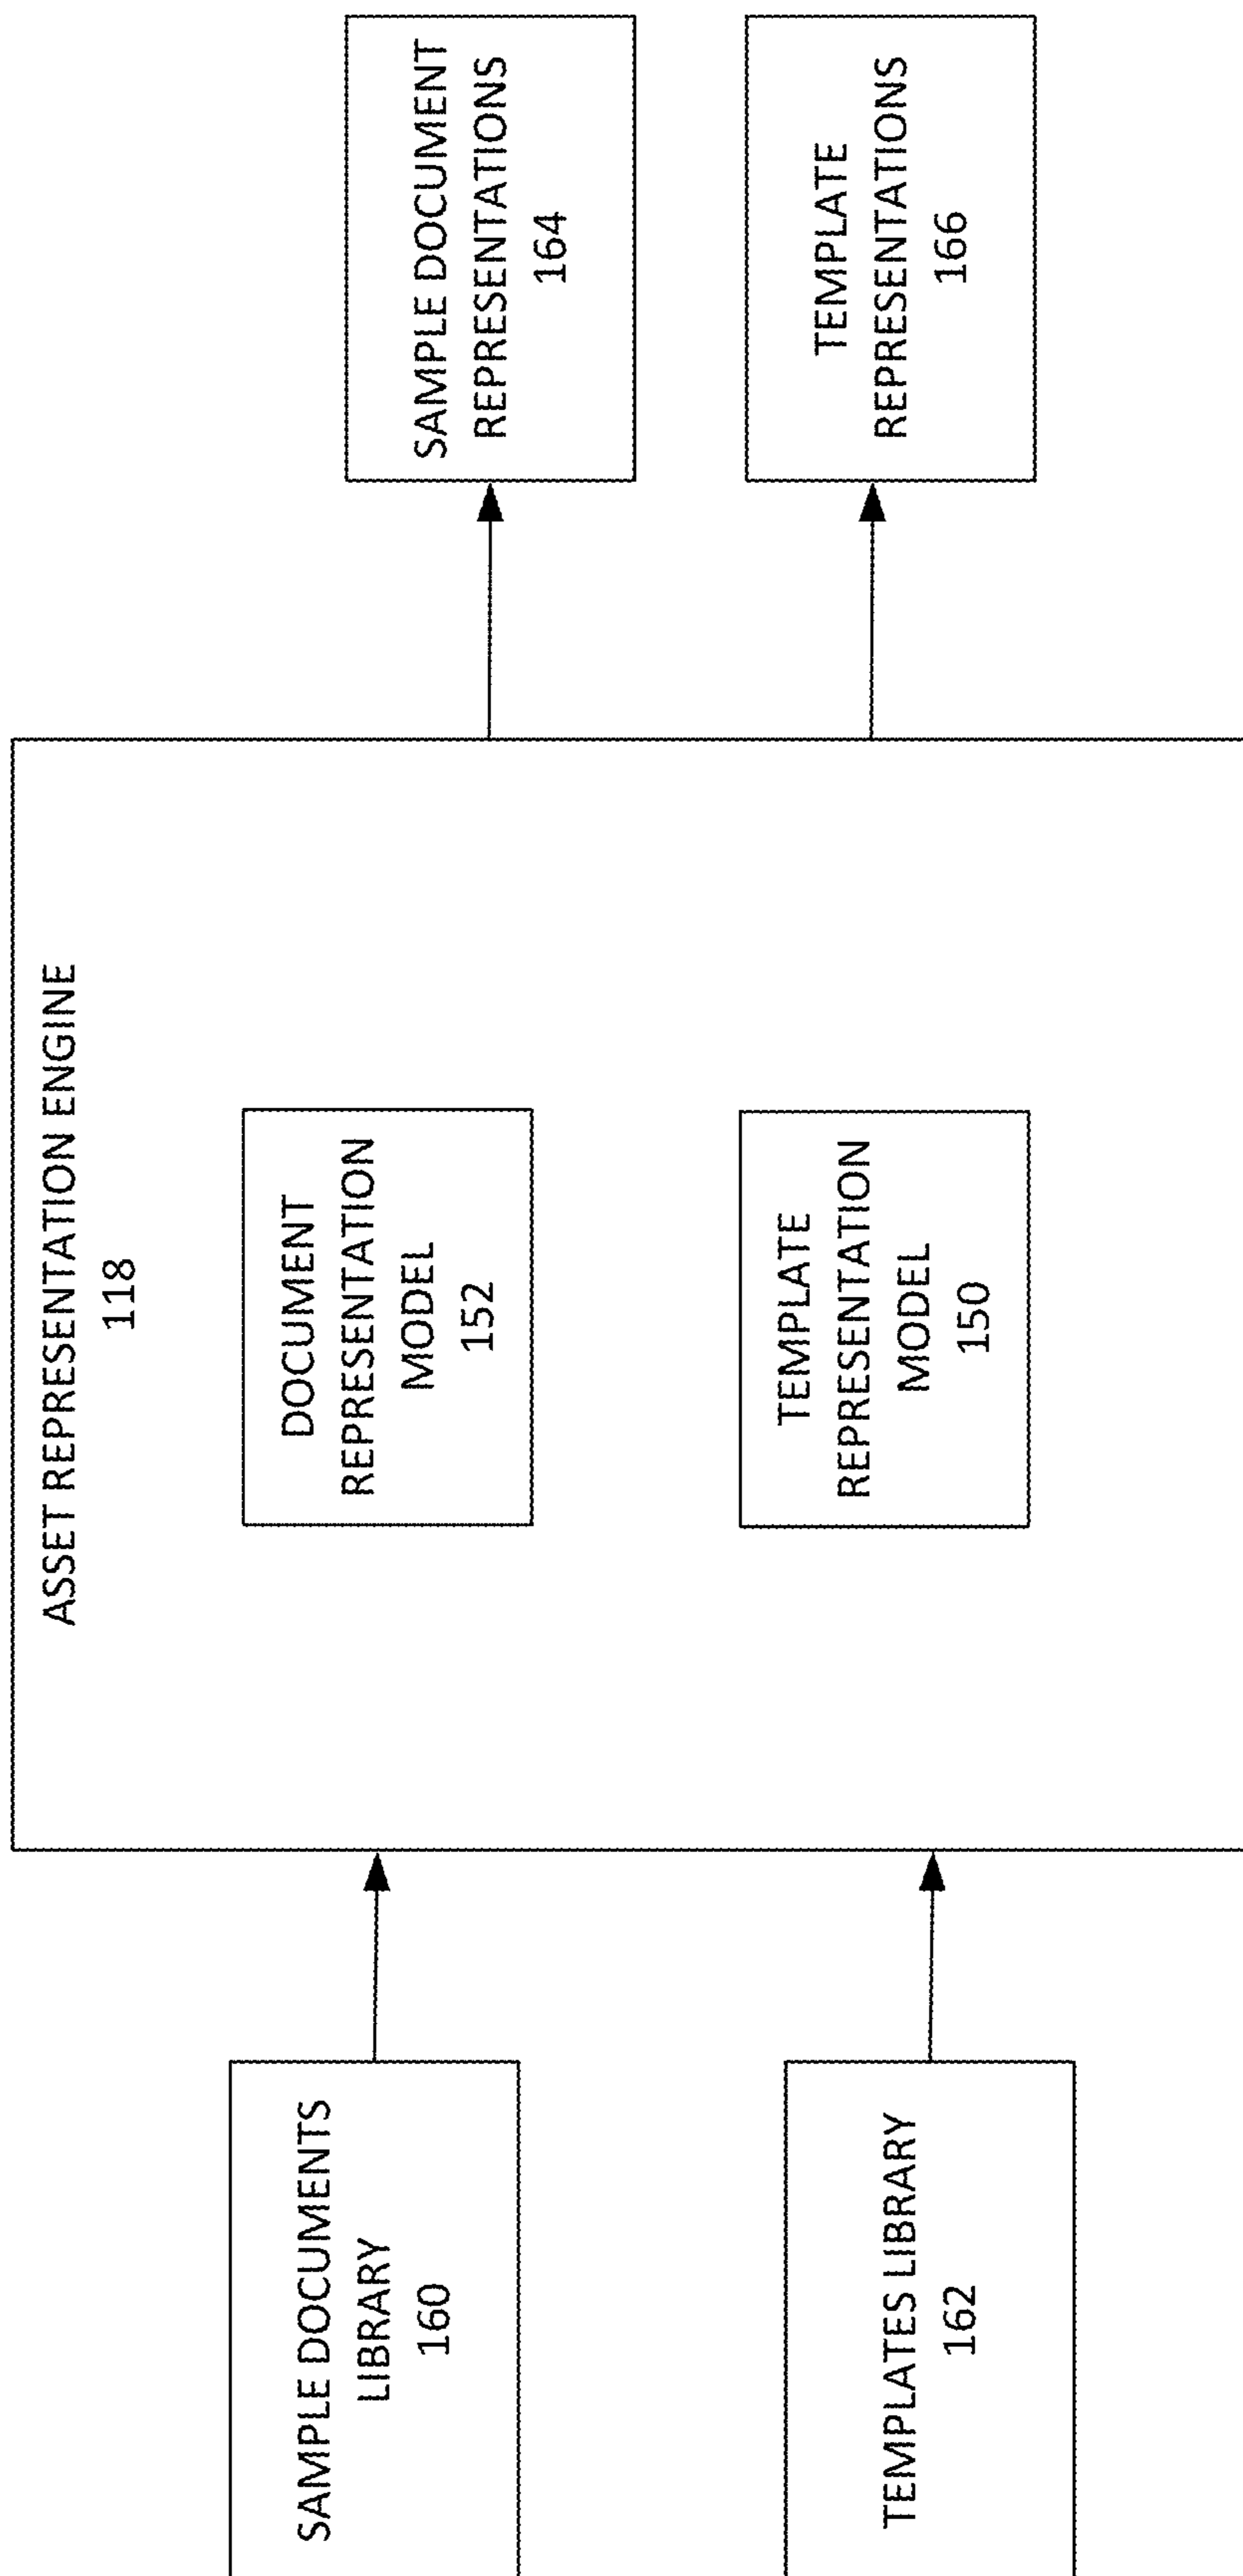 SAMPLE DOCUMENTS
LIBRARY
160
TEMPLATES LIBRARY
162
ASSET REPRESENTATION ENGINE
118
DOCUMENT
REPRESENTATION
MODEL
152
TEMPLATE
REPRESENTATION
MODEL
150
SAMPLE DOCUMENT
REPRESENTATIONS
164
TEMPLATE
REPRESENTATIONS
166